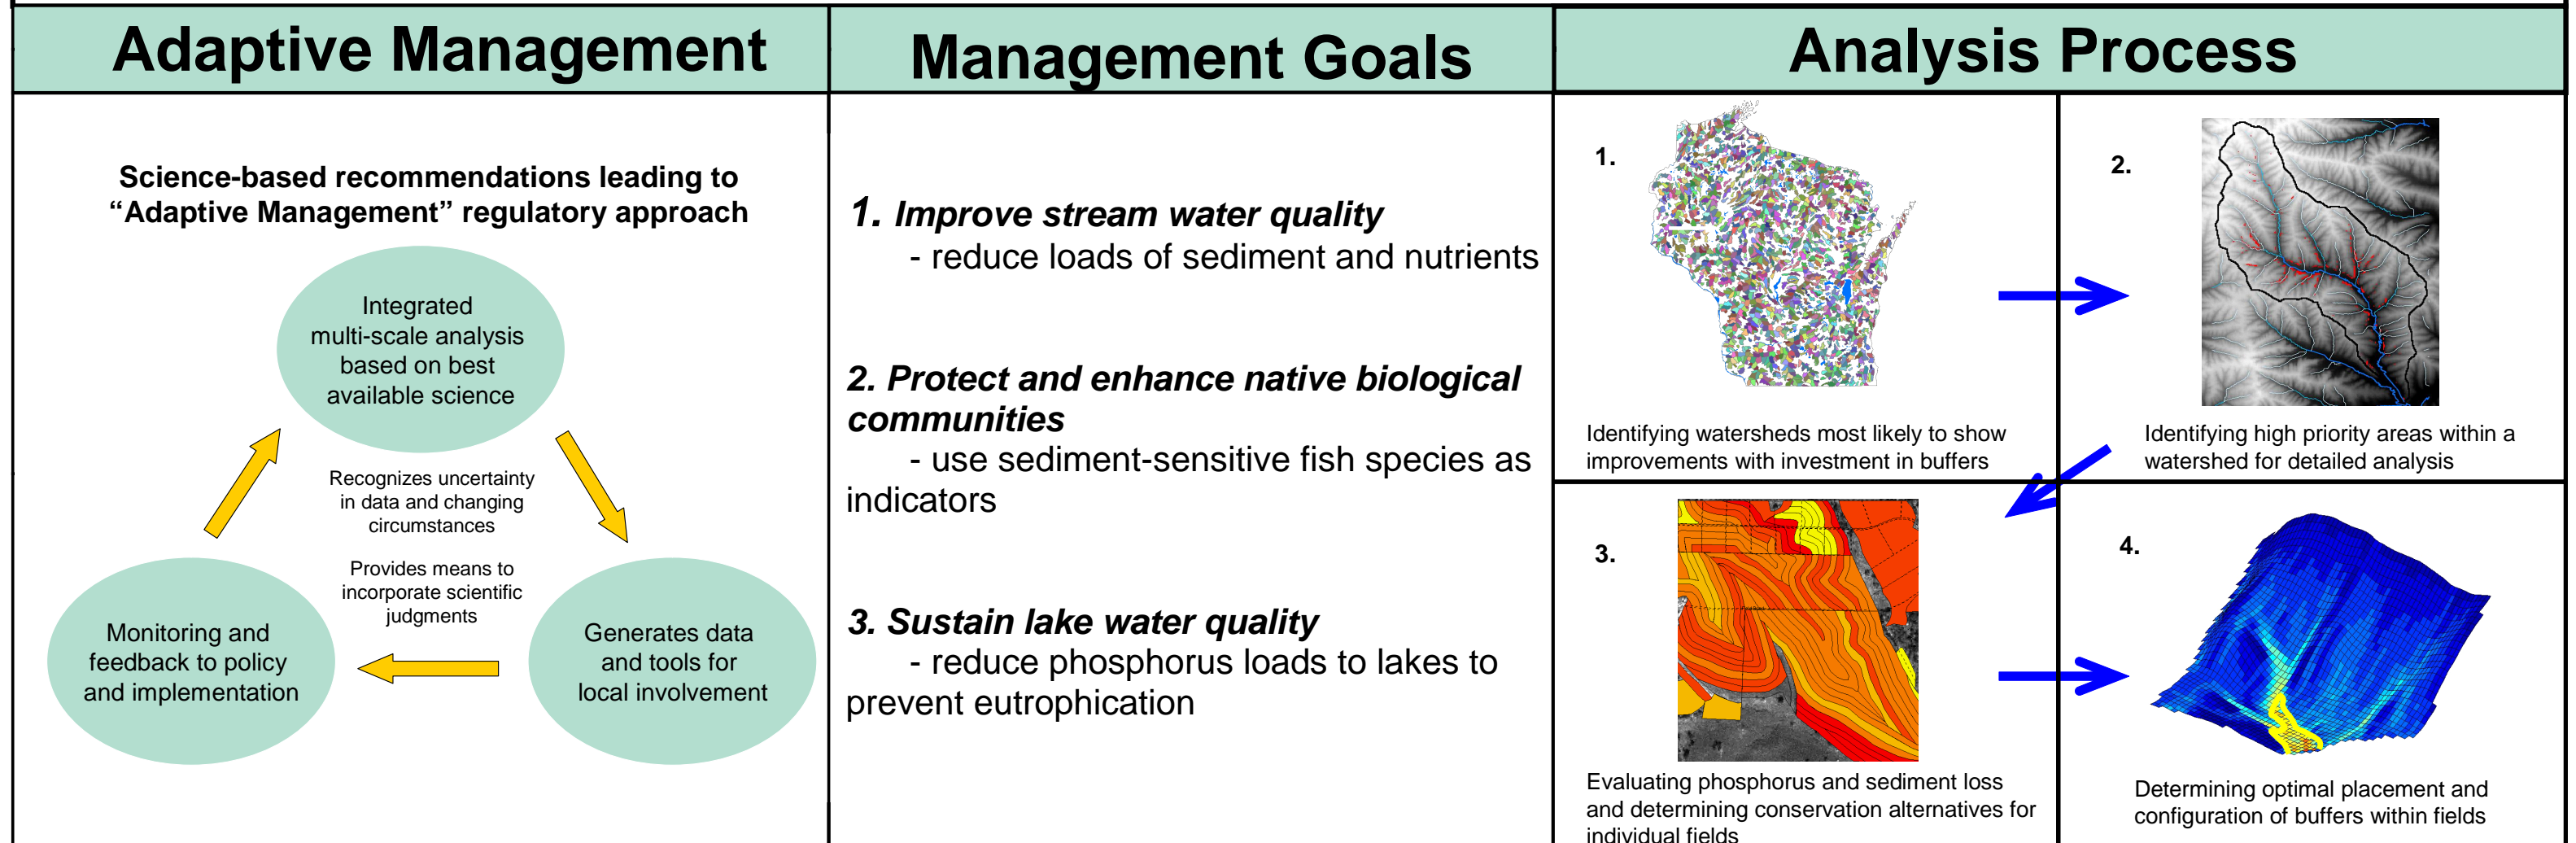 Adaptive Management
Science-based recommendations leading to
“Adaptive Management” regulatory approach
Integrated
multi-scale analysis
based on best
available science
Recognizes uncertainty
in data and changing
circumstances
Provides means to
incorporate scientific
judgments
Monitoring and
feedback to policy
and implementation
Generates data
and tools for
local involvement
Management Goals
1. Improve stream water quality
- reduce loads of sediment and nutrients
2. Protect and enhance native biological
communities
- use sediment-sensitive fish species as
indicators
3. Sustain lake water quality
- reduce phosphorus loads to lakes to
prevent eutrophication
Analysis Process
1.
Identifying watersheds most likely to show
improvements with investment in buffers
2.
Identifying high priority areas within a
watershed for detailed analysis
3.
Evaluating phosphorus and sediment loss
and determining conservation alternatives for
individual fields
4.
Determining optimal placement and
configuration of buffers within fields